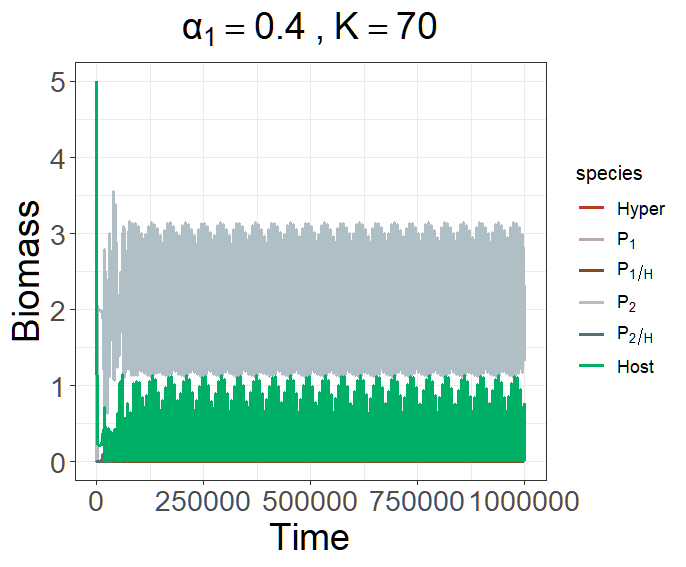 α₁ = 0.4 , K = 70
Biomass
5
4
3
2
1
0
0 250000 500000 750000 1000000
Time
species
Hyper
P₁
P₁/H
P₂
P₂/H
Host